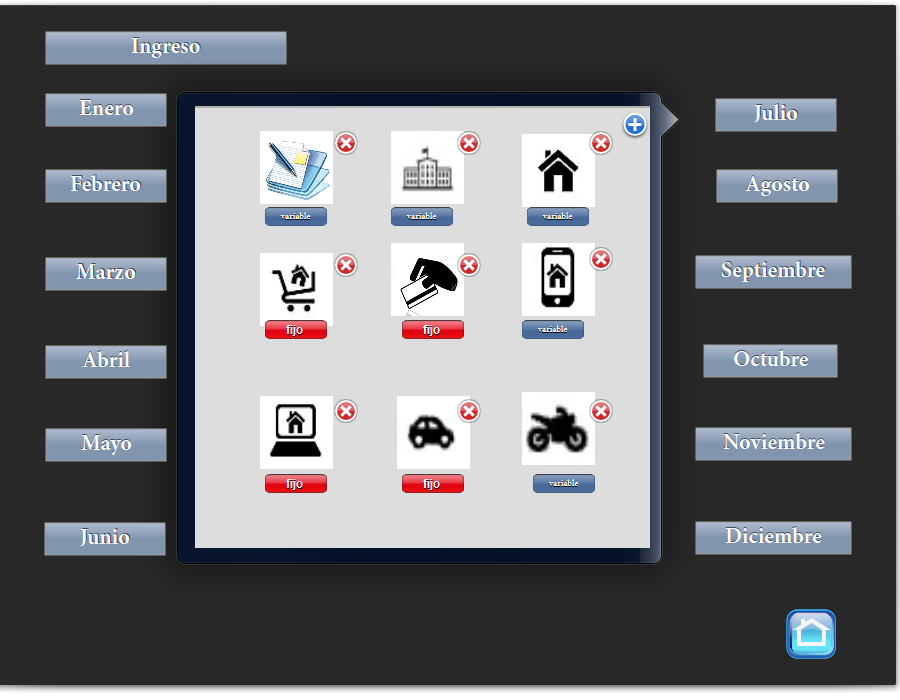 Ingreso
Enero
Julio
Febrero
Agosto
variable
variable
variable
Marzo
Septiembre
fijo
fijo
variable
Abril
Octubre
Mayo
Noviembre
fijo
fijo
variable
Junio
Diciembre